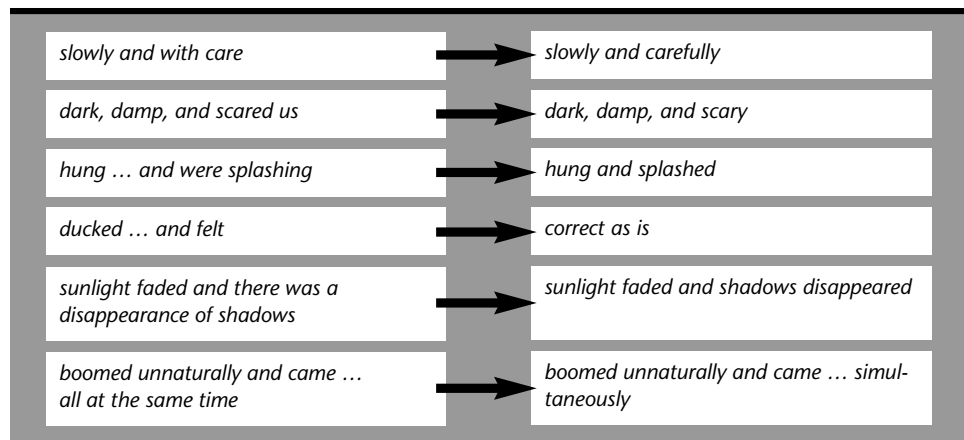 slowly and with care
slowly and carefully
dark, damp, and scared us
dark, damp, and scary
hung … and were splashing
hung and splashed
ducked … and felt
correct as is
sunlight faded and there was a
disappearance of shadows
sunlight faded and shadows disappeared
boomed unnaturally and came …
all at the same time
boomed unnaturally and came … simul-
taneously